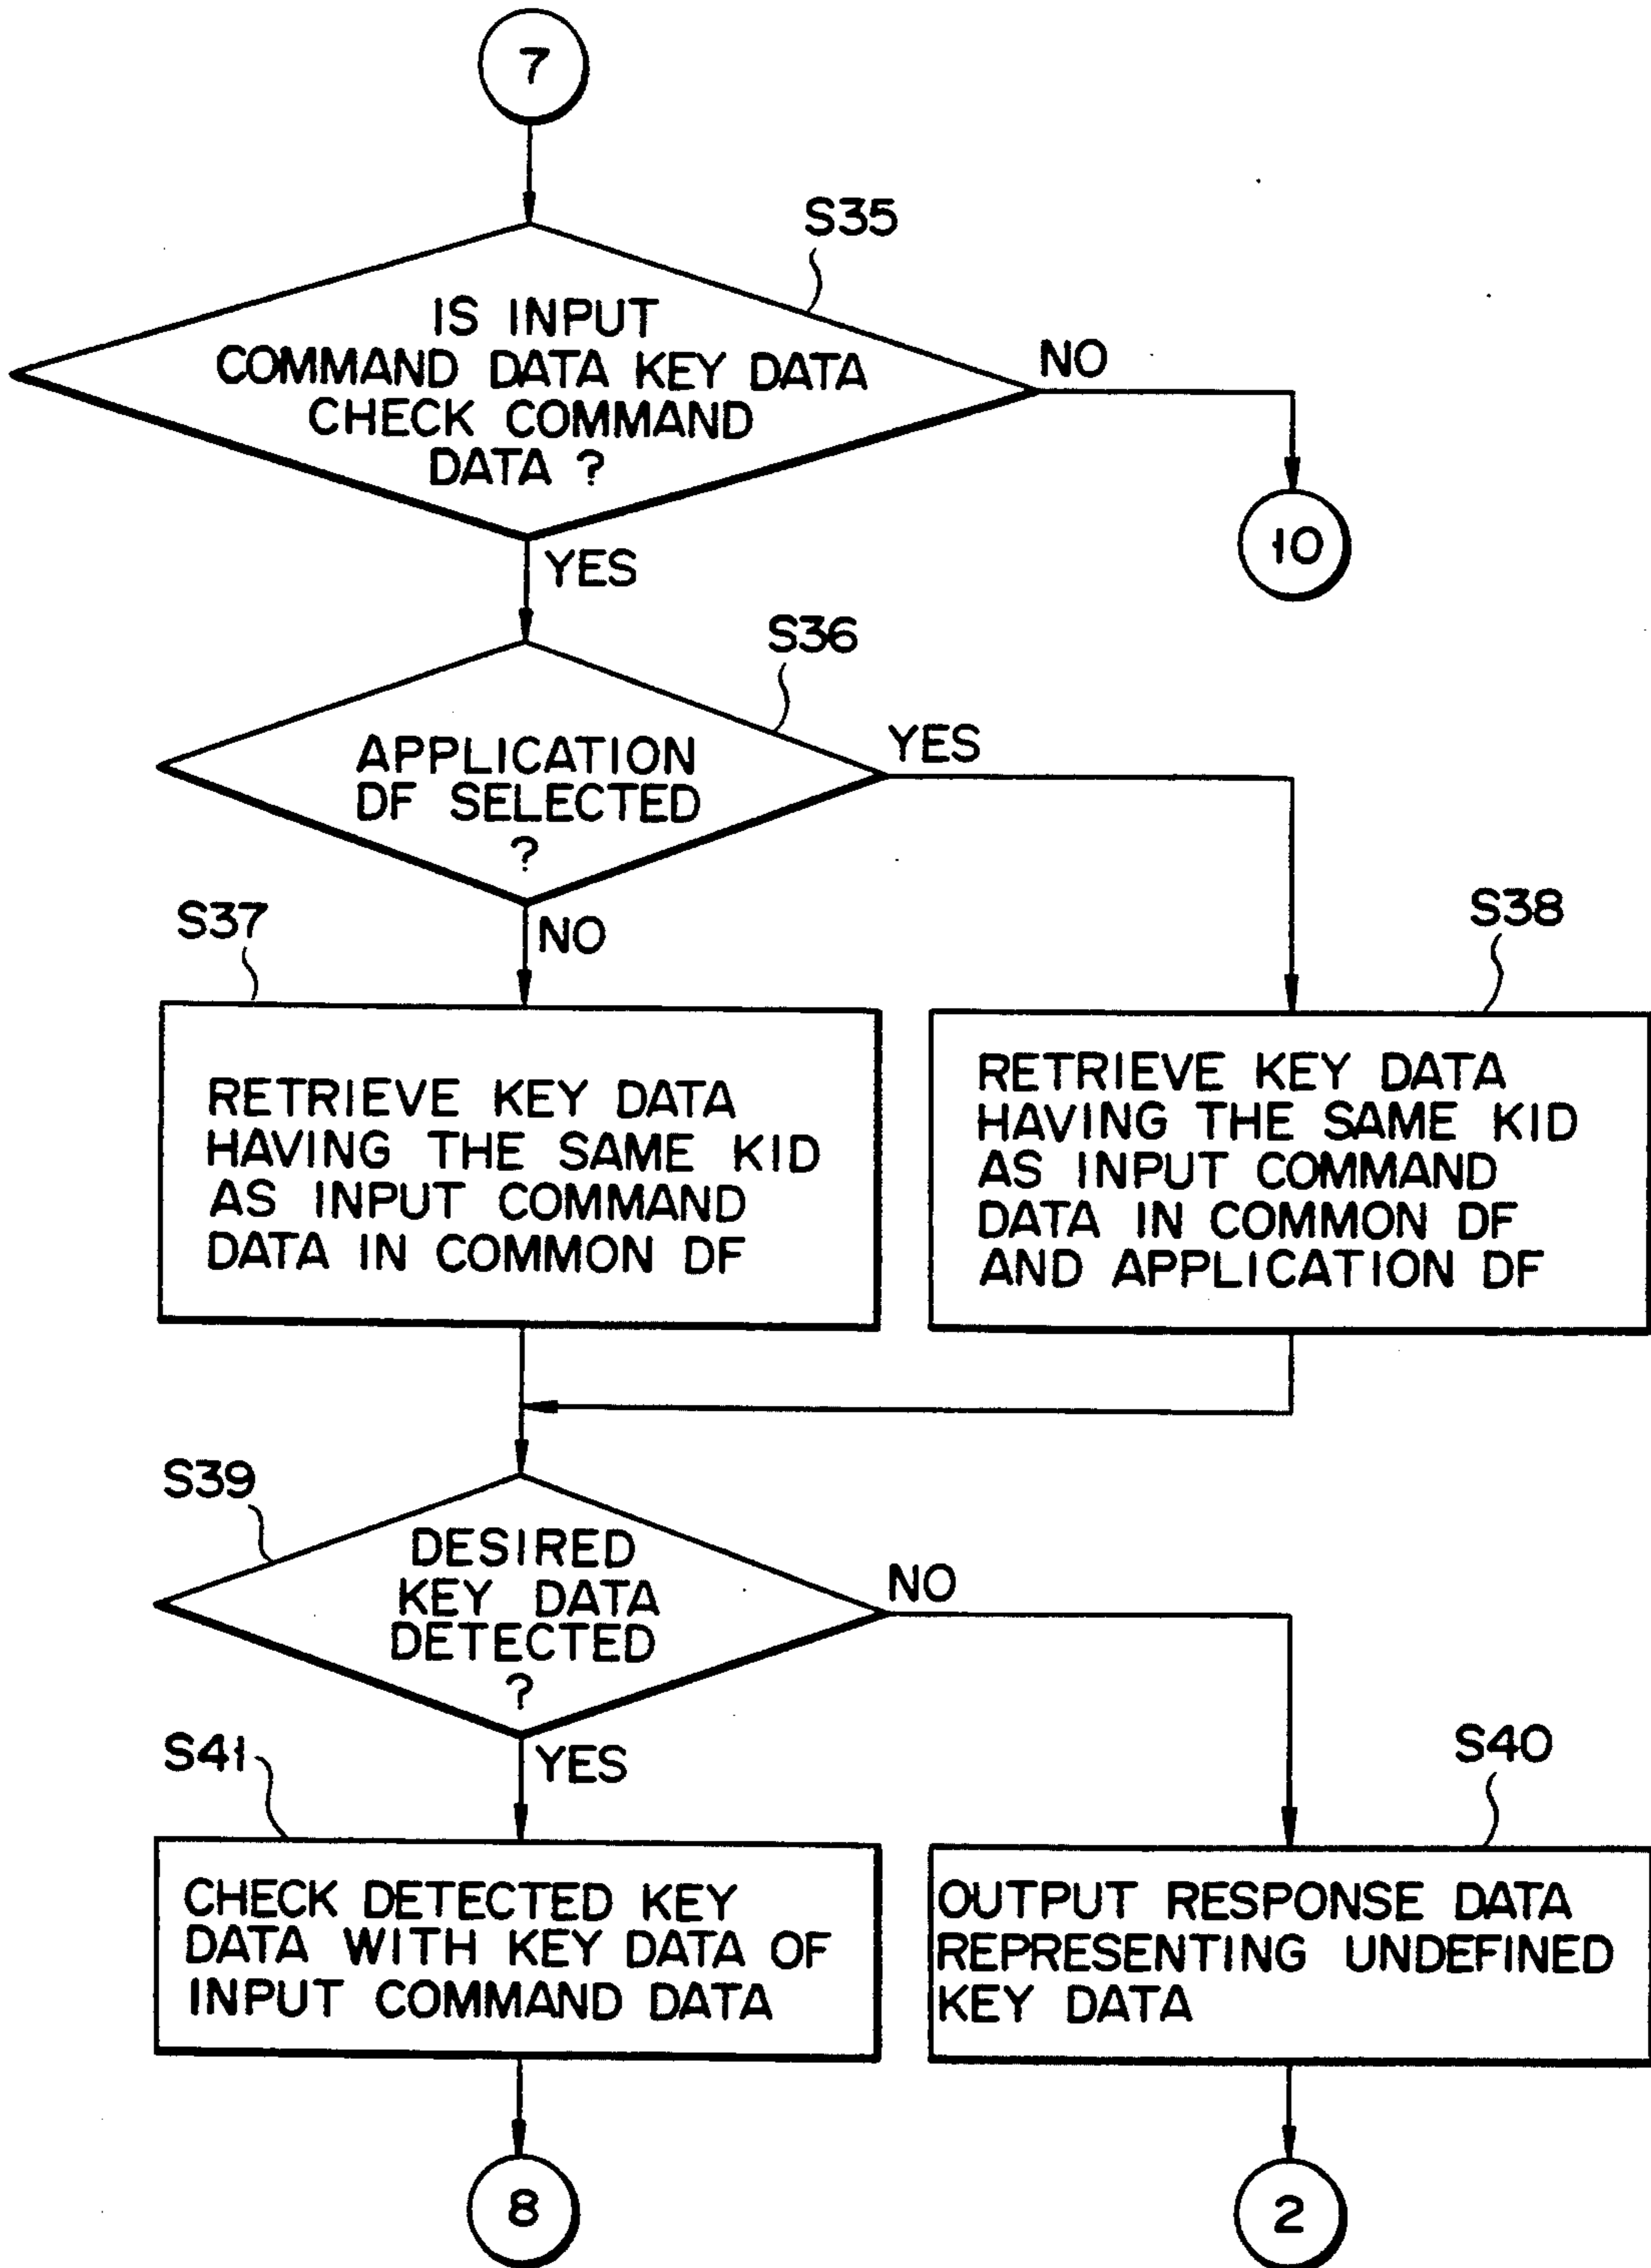 7
S35
IS INPUT
COMMAND DATA KEY DATA
CHECK COMMAND
DATA ?
NO
10
YES
S36
APPLICATION
DF SELECTED
?
YES
NO
S37
S38
RETRIEVE KEY DATA
HAVING THE SAME KID
AS INPUT COMMAND
DATA IN COMMON DF
RETRIEVE KEY DATA
HAVING THE SAME KID
AS INPUT COMMAND
DATA IN COMMON DF
AND APPLICATION DF
S39
DESIRED
KEY DATA
DETECTED
?
NO
YES
S41
S40
CHECK DETECTED KEY
DATA WITH KEY DATA OF
INPUT COMMAND DATA
OUTPUT RESPONSE DATA
REPRESENTING UNDEFINED
KEY DATA
8
2